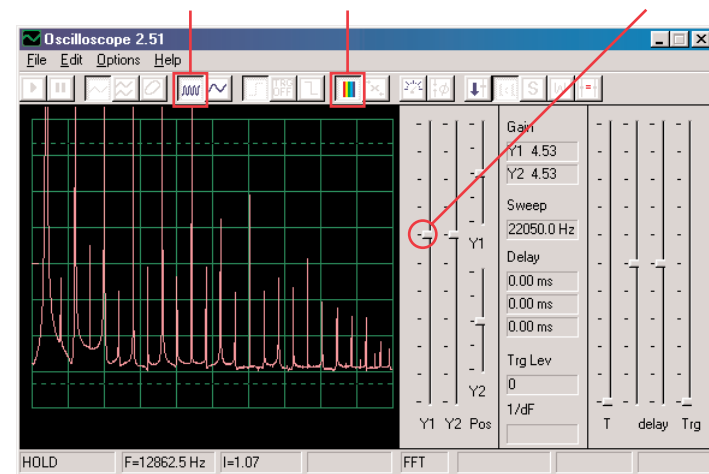 Oscilloscope 2.51
File Edit Options Help
TRG OFF
S
Gain
Y1 4.53
Y2 4.53
Sweep
22050.0 Hz
Y1
Delay
0.00 ms
0.00 ms
0.00 ms
Trg Lev
0
Y2
1/dF
Y1 Y2 Pos
T delay Trg
HOLD F=12862.5 Hz I=1.07 FFT